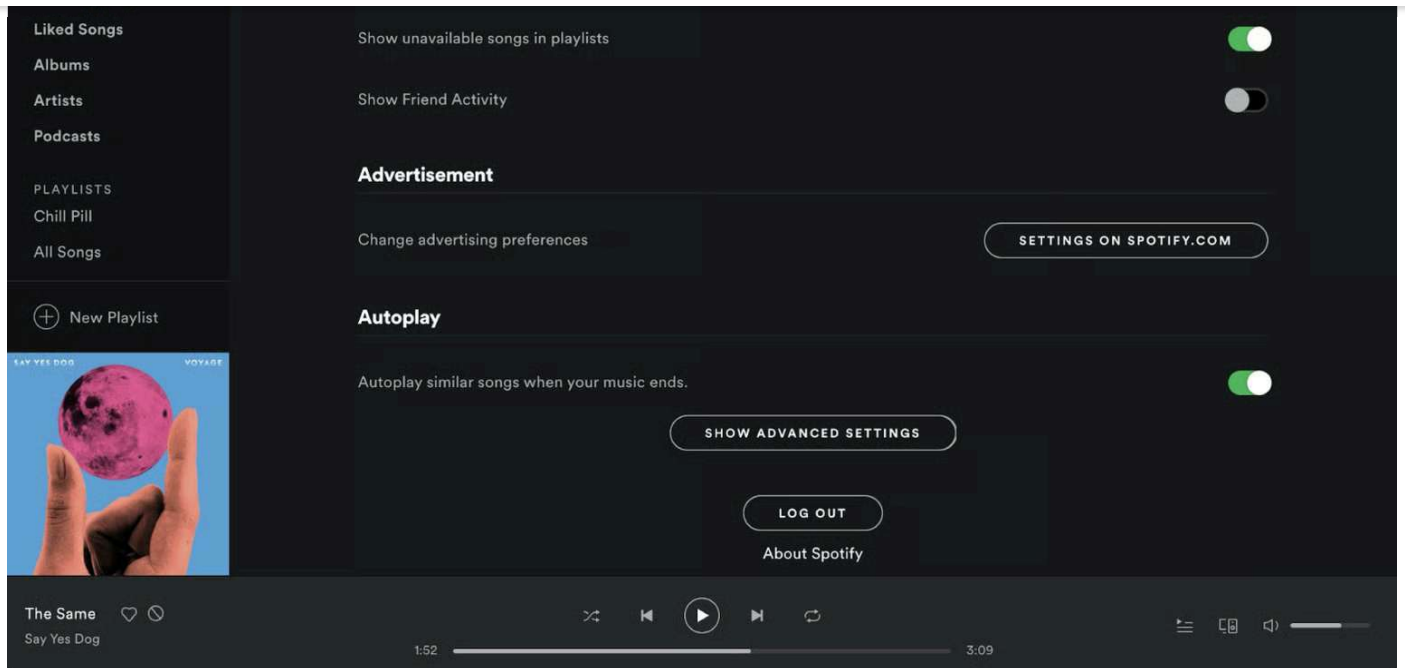 Liked Songs
Albums
Artists
Podcasts
PLAYLISTS
Chill Pill
All Songs
New Playlist
SAY YES DOG
VOYAGE
Show unavailable songs in playlists
Show Friend Activity
Advertisement
Change advertising preferences
SETTINGS ON SPOTIFY.COM
Autoplay
Autoplay similar songs when your music ends.
SHOW ADVANCED SETTINGS
LOG OUT
About Spotify
The Same
Say Yes Dog
1:52
3:09